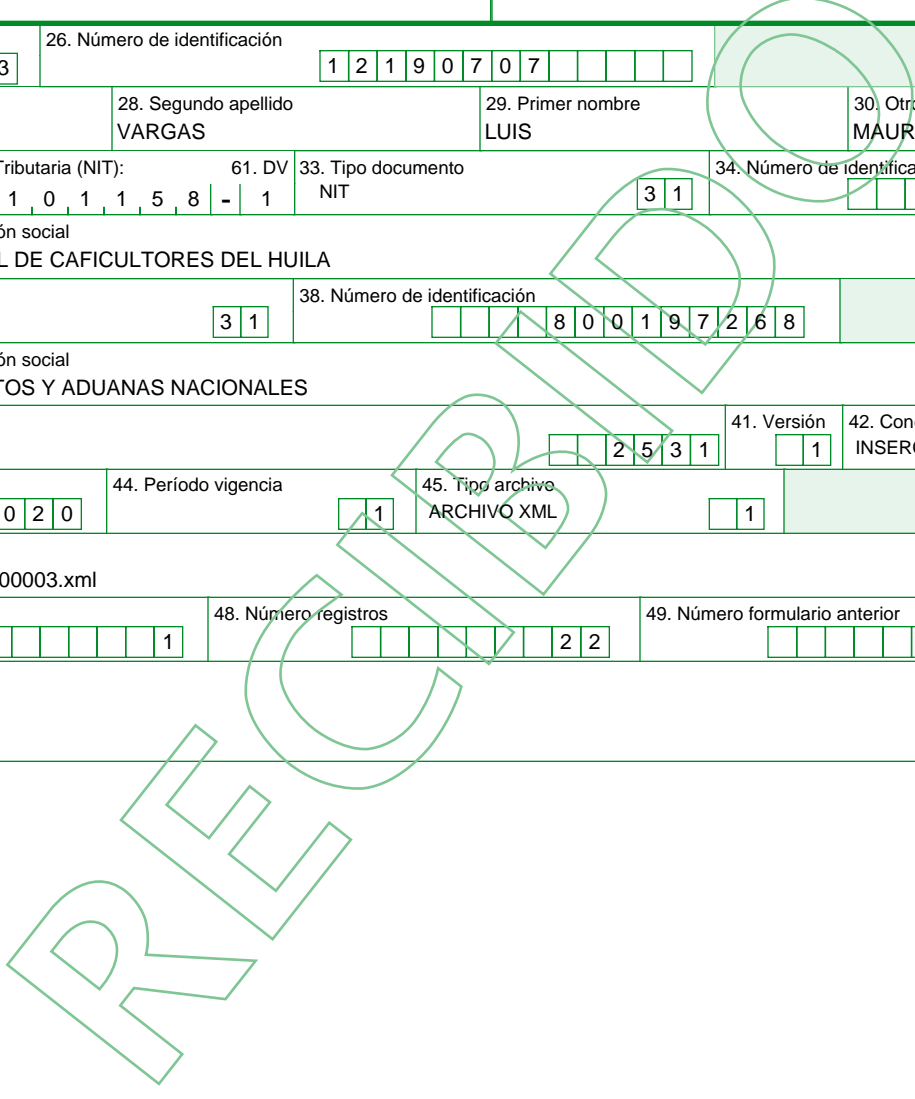 26. Número de identificación
3 1 2 1 9 0 7 0 7
28. Segundo apellido 29. Primer nombre 30. Otro
VARGAS LUIS MAUR
Tributaria (NIT): 61. DV 33. Tipo documento 34. Número de identifica
1 0 1 1 5 8 - 1 NIT 3 1
ón social
L DE CAFICULTORES DEL HUILA
38. Número de identificación
3 1 8 0 0 1 9 7 2 6 8
ón social
TOS Y ADUANAS NACIONALES
41. Versión 42. Con
2 5 3 1 1 INSER
44. Período vigencia 45. Tipo archivo
0 2 0 1 ARCHIVO XML 1
00003.xml
48. Número registros 49. Número formulario anterior
1 2 2
RECIBIDO